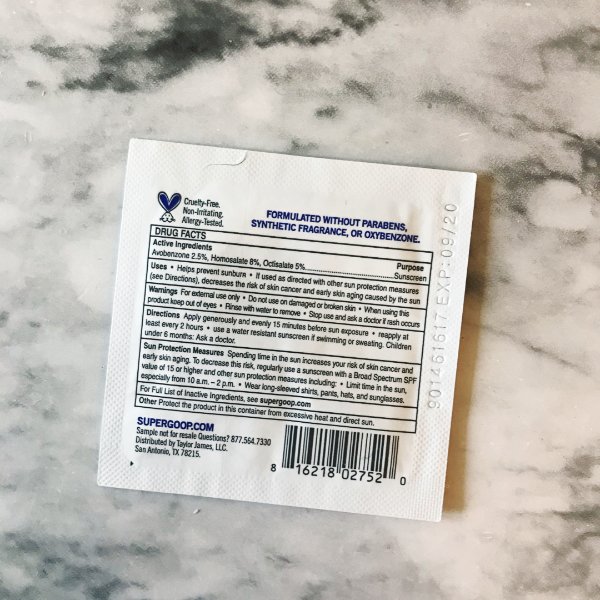 Cruelty-Free.
Non-Irritating.
Allergy-Tested.
FORMULATED WITHOUT PARABENS,
SYNTHETIC FRAGRANCE, OR OXYBENZONE.
DRUG FACTS
Active Ingredients Purpose
Avobenzone 2.5%, Homosalate 8%, Octisalate 5%..................................Sunscreen
Uses • Helps prevent sunburn • If used as directed with other sun protection measures
(see Directions), decreases the risk of skin cancer and early skin aging caused by the sun
Warnings For external use only • Do not use on damaged or broken skin • When using this
product keep out of eyes • Rinse with water to remove • Stop use and ask a doctor if rash occurs
Directions Apply generously and evenly 15 minutes before sun exposure • reapply at
least every 2 hours • use a water resistant sunscreen if swimming or sweating. Children
under 6 months: Ask a doctor.
Sun Protection Measures Spending time in the sun increases your risk of skin cancer and
early skin aging. To decrease this risk, regularly use a sunscreen with a Broad Spectrum SPF
value of 15 or higher and other sun protection measures including: • Limit time in the sun,
especially from 10 a.m. – 2 p.m. • Wear long-sleeved shirts, pants, hats, and sunglasses.
For Full List of Inactive Ingredients, see supergoop.com
Other Protect the product in this container from excessive heat and direct sun.
SUPERGOOP.COM
Sample not for resale Questions? 877.564.7330
Distributed by Taylor James, LLC.
San Antonio, TX 78215.
8 16218 02752 0
901461617 EXP:09/20